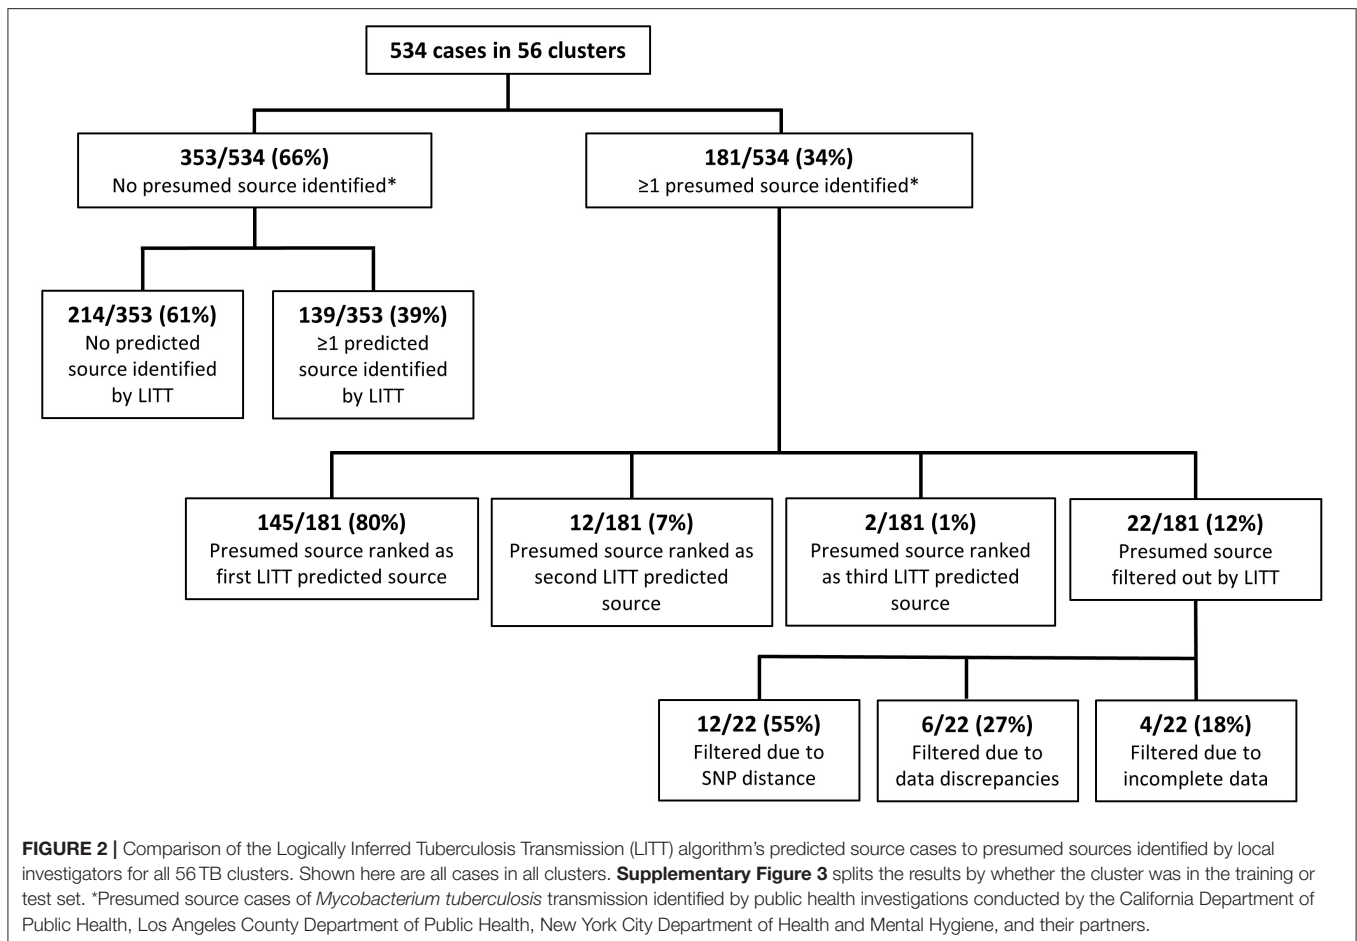 534 cases in 56 clusters
353/534 (66%)
No presumed source identified*
181/534 (34%)
≥1 presumed source identified*
214/353 (61%)
No predicted
source identified
by LITT
139/353 (39%)
≥1 predicted
source identified
by LITT
145/181 (80%)
Presumed source ranked as
first LITT predicted source
12/181 (7%)
Presumed source ranked as
second LITT predicted
source
2/181 (1%)
Presumed source ranked
as third LITT predicted
source
22/181 (12%)
Presumed source
filtered out by LITT
12/22 (55%)
Filtered due to
SNP distance
6/22 (27%)
Filtered due to
data discrepancies
4/22 (18%)
Filtered due to
incomplete data
FIGURE 2 | Comparison of the Logically Inferred Tuberculosis Transmission (LITT) algorithm's predicted source cases to presumed sources identified by local
investigators for all 56 TB clusters. Shown here are all cases in all clusters. Supplementary Figure 3 splits the results by whether the cluster was in the training or
test set. *Presumed source cases of Mycobacterium tuberculosis transmission identified by public health investigations conducted by the California Department of
Public Health, Los Angeles County Department of Public Health, New York City Department of Health and Mental Hygiene, and their partners.